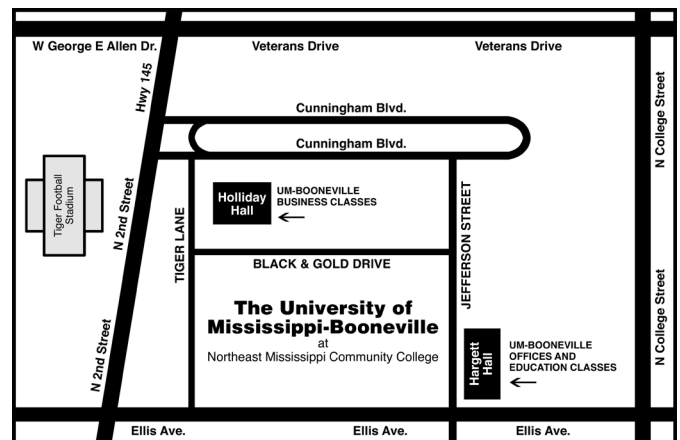 W George E Allen Dr.
Veterans Drive
Veterans Drive
Hwy 145
N College Street
Cunningham Blvd.
Cunningham Blvd.
Tiger Football
Stadium
N 2nd Street
TIGER LANE
Holliday
Hall
UM-BOONEVILLE
BUSINESS CLASSES
JEFFERSON STREET
BLACK & GOLD DRIVE
The University of
Mississippi-Booneville
at
Northeast Mississippi Community College
N 2nd Street
Hargett
Hall
UM-BOONEVILLE
OFFICES AND
EDUCATION CLASSES
N College Street
Ellis Ave.
Ellis Ave.
Ellis Ave.